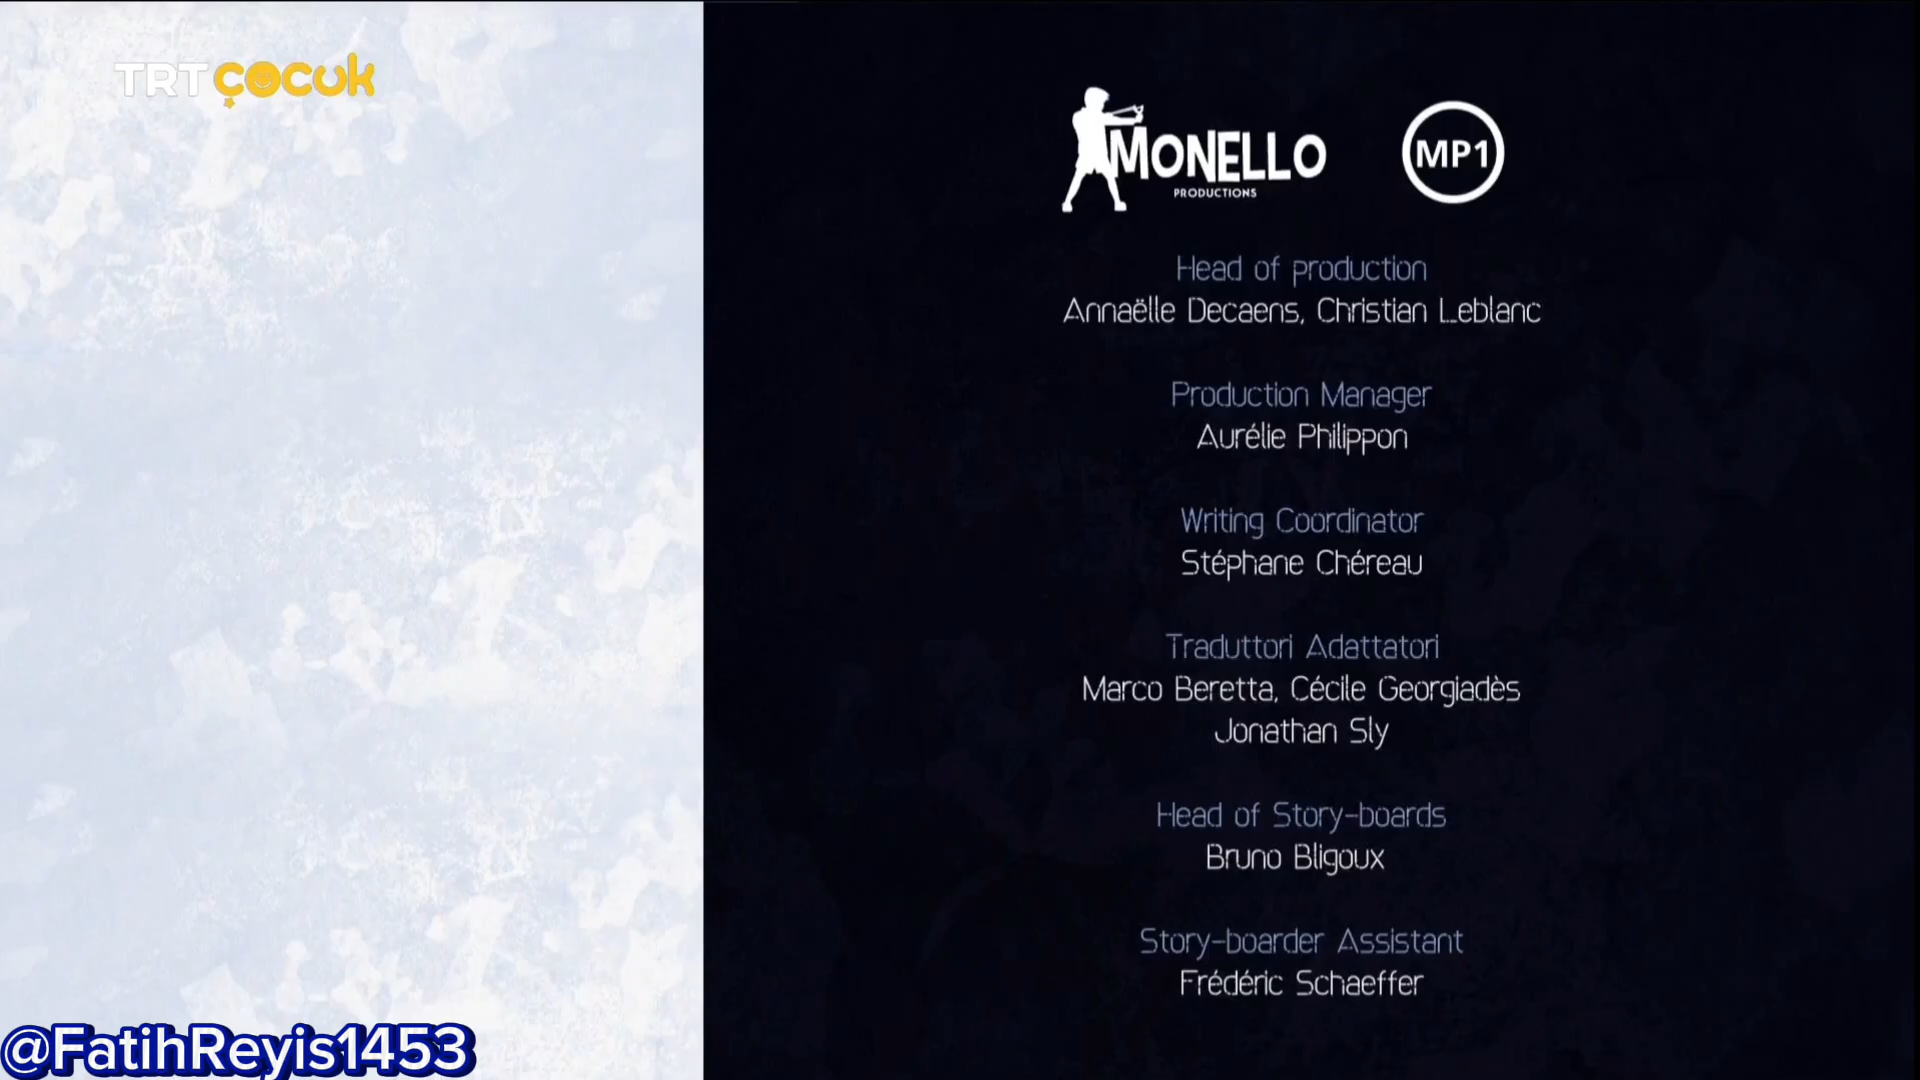 TRT çocuk
MONELLO
PRODUCTIONS
MP1
Head of production
Annaëlle Decaens, Christian Leblanc
Production Manager
Aurélie Philippon
Writing Coordinator
Stéphane Chéreau
Traduttori Adattatori
Marco Beretta, Cécile Georgiadès
Jonathan Sly
Head of Story-boards
Bruno Bligoux
Story-boarder Assistant
Frédéric Schaeffer
@FatihReyis1453